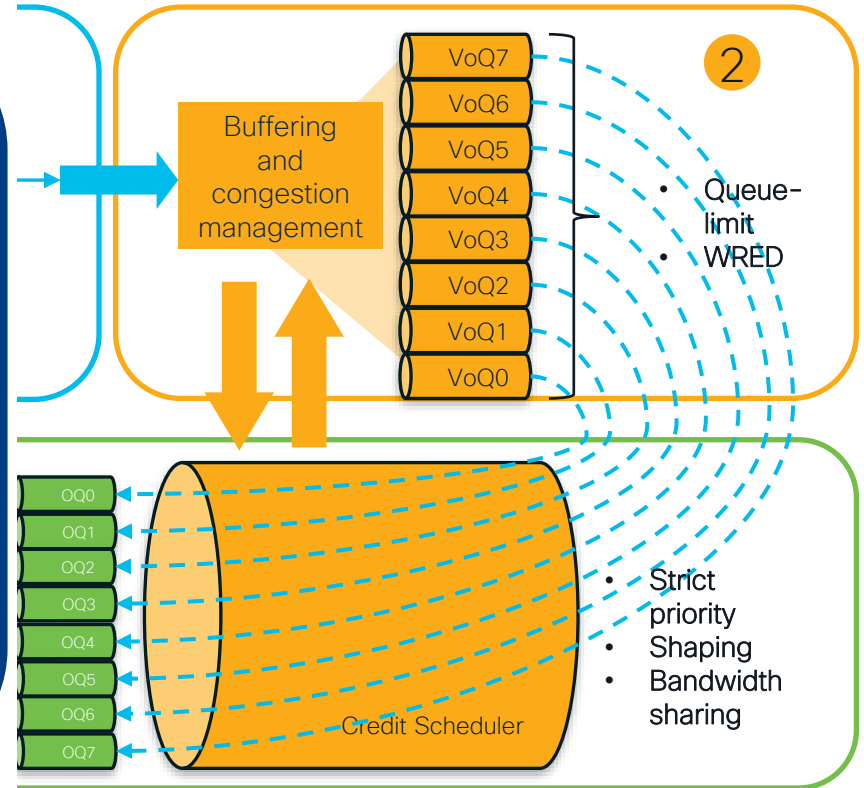 2
Buffering
and
congestion
management
VoQ7
VoQ6
VoQ5
VoQ4
VoQ3
VoQ2
VoQ1
VoQ0
• Queue-
limit
• WRED
OQ0
OQ1
OQ2
OQ3
OQ4
OQ5
OQ6
OQ7
Credit Scheduler
• Strict
priority
• Shaping
• Bandwidth
sharing